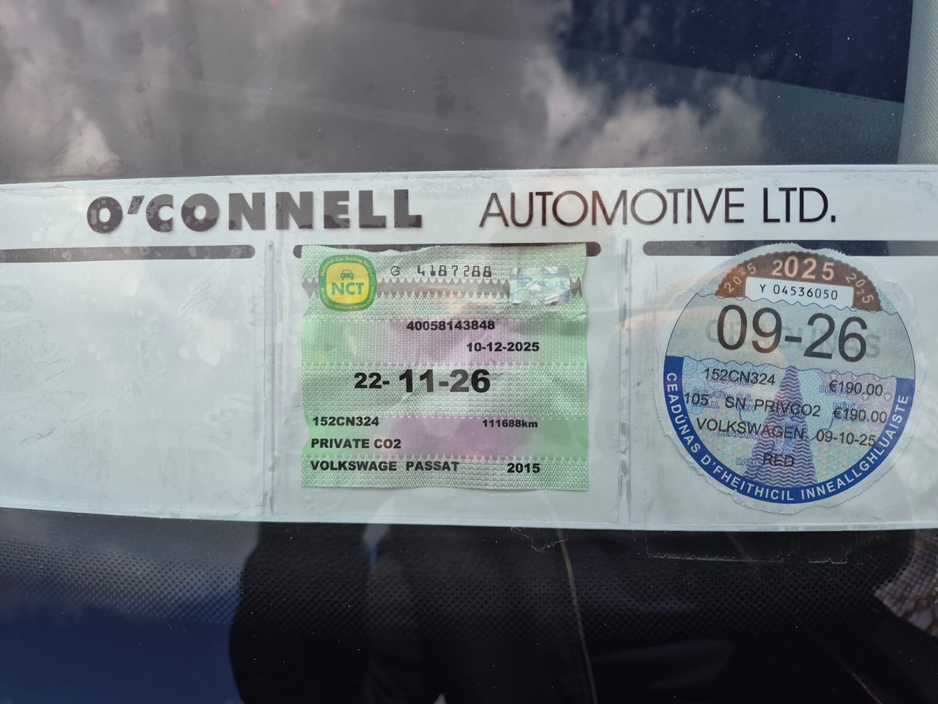 O'CONNELL AUTOMOTIVE LTD.
NCT
G 4187288
40058143848
10-12-2025
22-11-26
152CN324 111688km
PRIVATE CO2
VOLKSWAGE PASSAT 2015
2025 2025 2025
Y 04536050
09-26
152CN324 €190.00
105 SN PRIVCO2 €190.00
VOLKSWAGEN 09-10-25
RED
CEADÚNAS D'FHEITHICIL INNEALLGHLUAISTE